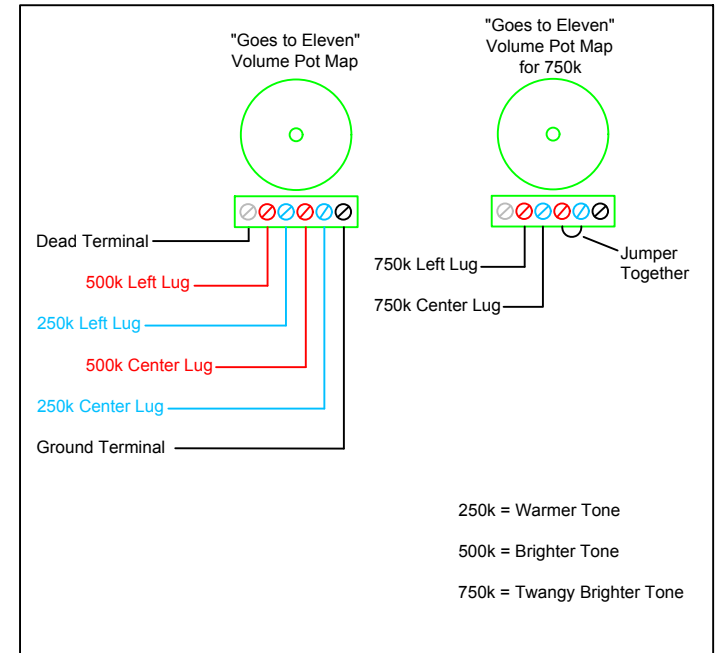 "Goes to Eleven"
Volume Pot Map
Dead Terminal
500k Left Lug
250k Left Lug
500k Center Lug
250k Center Lug
Ground Terminal
"Goes to Eleven"
Volume Pot Map
for 750k
750k Left Lug
750k Center Lug
Jumper
Together
250k = Warmer Tone
500k = Brighter Tone
750k = Twangy Brighter Tone